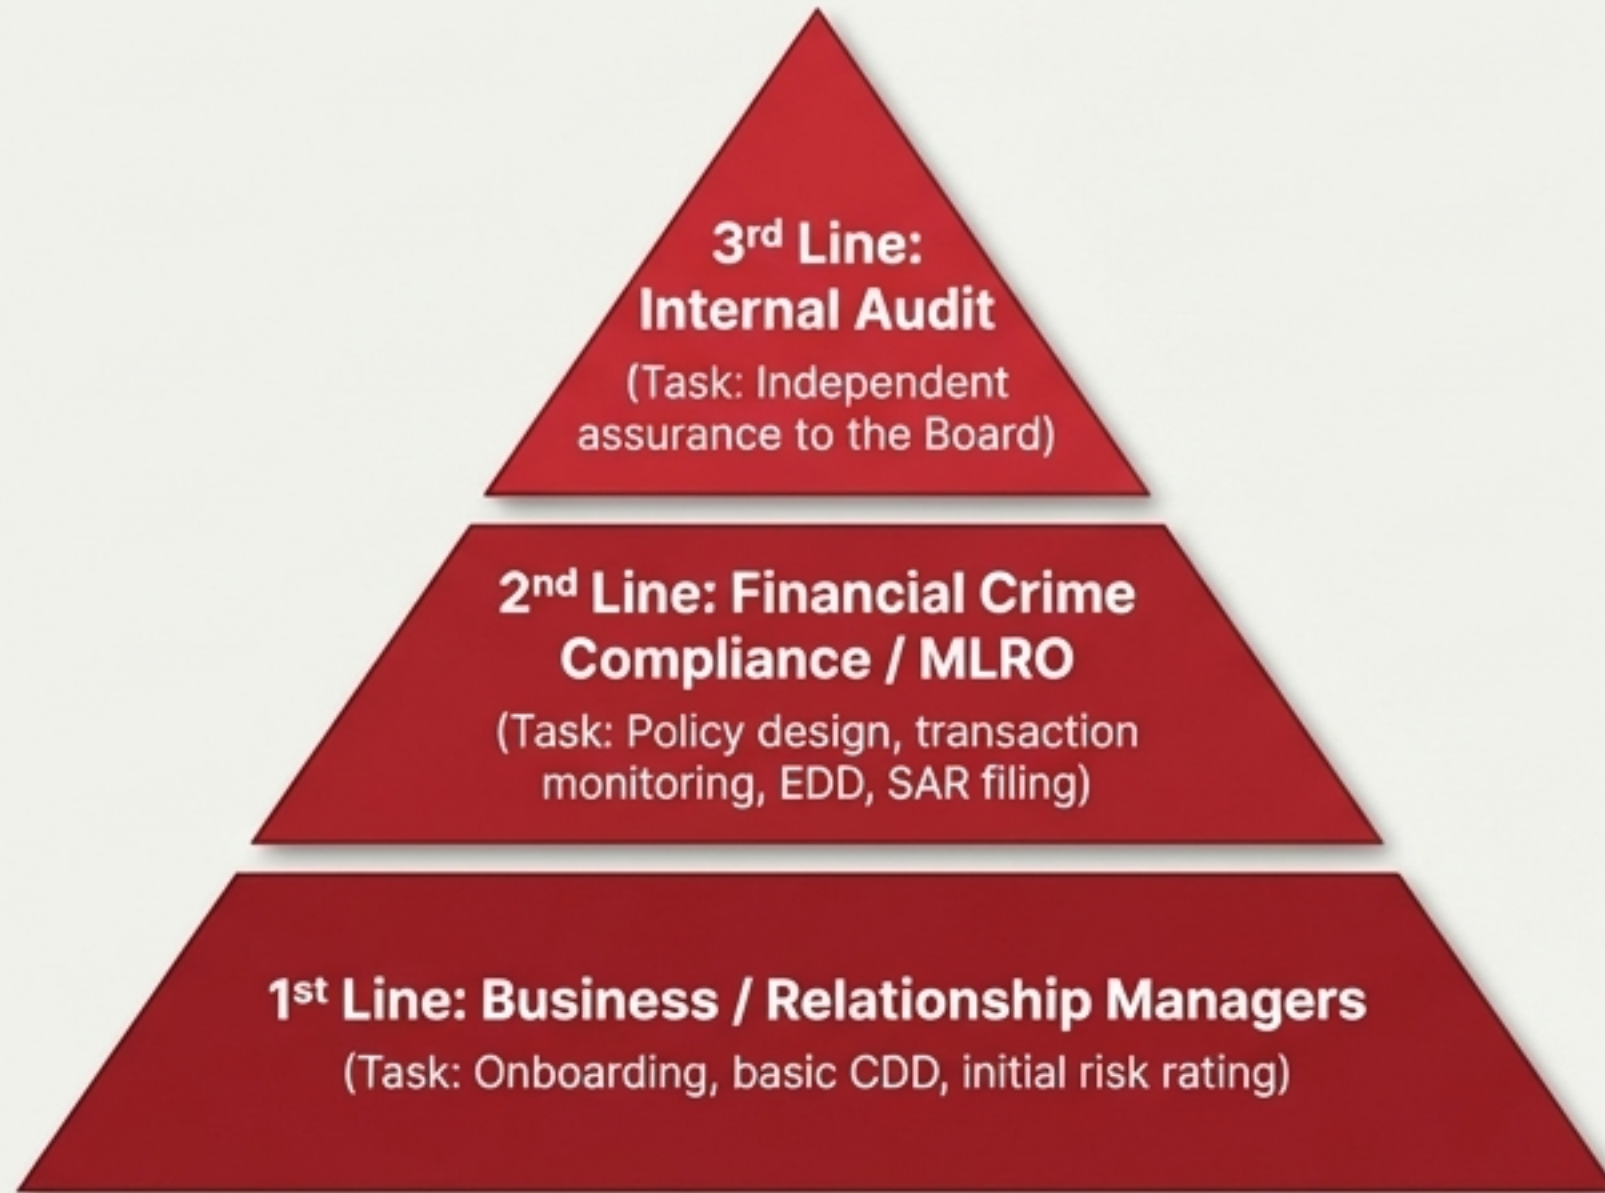 3rd Line:
Internal Audit
(Task: Independent
assurance to the Board)
2nd Line: Financial Crime
Compliance / MLRO
(Task: Policy design, transaction
monitoring, EDD, SAR filing)
1st Line: Business / Relationship Managers
(Task: Onboarding, basic CDD, initial risk rating)